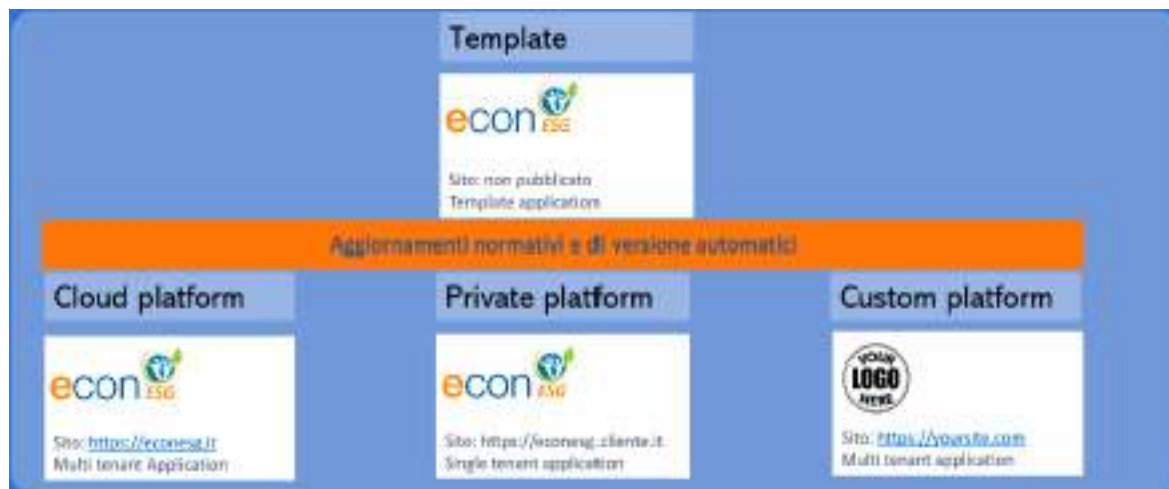 Template
econ ESG
Sito: non pubblicato
Template application
Aggiornamenti normativi e di versione automatici
Cloud platform
Private platform
Custom platform
econ ESG
Sito: https://econesg.it
Multi tenant Application
econ ESG
Sito: https://econesg.cliente.it
Single tenant application
YOUR
LOGO
HERE
Sito: https://yoursite.com
Multi tenant application